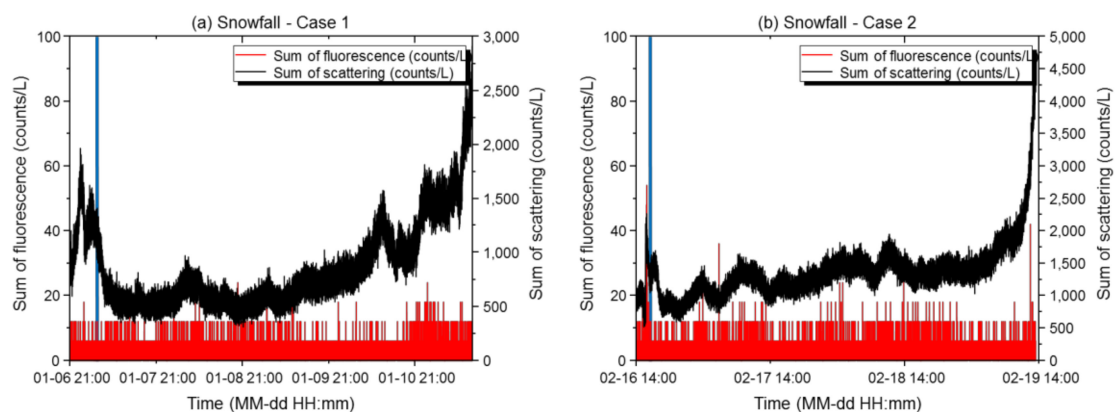 (a) Snowfall - Case 1
Sum of fluorescence (counts/L)
Sum of scattering (counts/L)
100
80
60
40
20
0
3,000
2,500
2,000
1,500
1,000
500
0
Sum of fluorescence (counts/L)
Sum of scattering (counts/L)
01-06 21:00 01-07 21:00 01-08 21:00 01-09 21:00 01-10 21:00
Time (MM-dd HH:mm)
(b) Snowfall - Case 2
Sum of fluorescence (counts/L)
Sum of scattering (counts/L)
100
80
60
40
20
0
5,000
4,500
4,000
3,500
3,000
2,500
2,000
1,500
1,000
500
0
Sum of fluorescence (counts/L)
Sum of scattering (counts/L)
02-16 14:00 02-17 14:00 02-18 14:00 02-19 14:00
Time (MM-dd HH:mm)